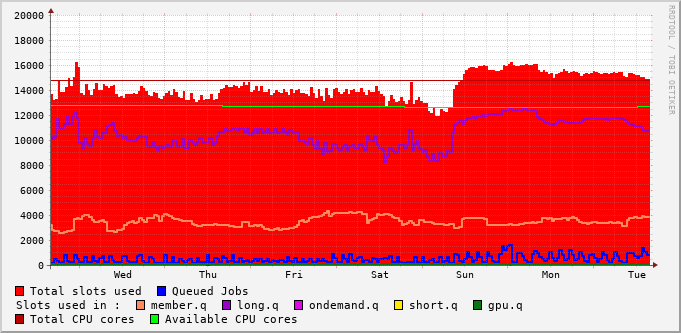 20000
18000
16000
14000
12000
10000
8000
6000
4000
2000
0
Wed Thu Fri Sat Sun Mon Tue
Total slots used Queued Jobs
Slots used in : member.q long.q ondemand.q short.q gpu.q
Total CPU cores Available CPU cores
RRDTOOL / TOBI OETIKER